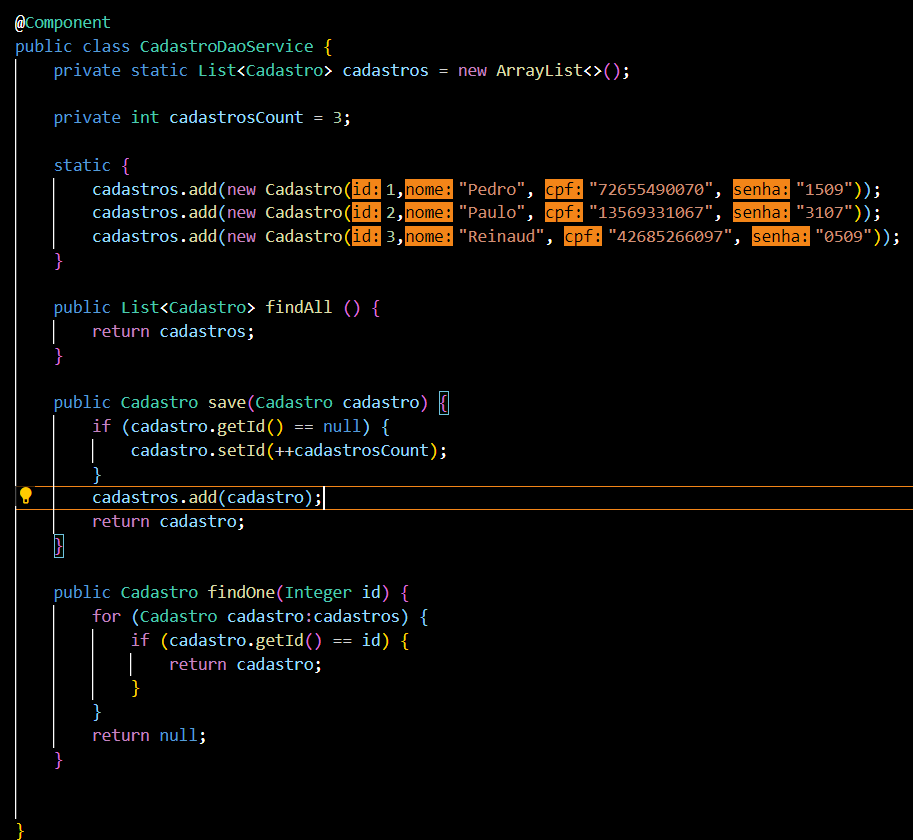 @Component
public class CadastroDaoService {
    private static List<Cadastro> cadastros = new ArrayList<>();

    private int cadastrosCount = 3;

    static {
        cadastros.add(new Cadastro(id: 1,nome: "Pedro", cpf: "72655490070", senha: "1509"));
        cadastros.add(new Cadastro(id: 2,nome: "Paulo", cpf: "13569331067", senha: "3107"));
        cadastros.add(new Cadastro(id: 3,nome: "Reinaud", cpf: "42685266097", senha: "0509"));
    }

    public List<Cadastro> findAll () {
        return cadastros;
    }

    public Cadastro save(Cadastro cadastro) {
        if (cadastro.getId() == null) {
            cadastro.setId(++cadastrosCount);
        }
        cadastros.add(cadastro);
        return cadastro;
    }

    public Cadastro findOne(Integer id) {
        for (Cadastro cadastro:cadastros) {
            if (cadastro.getId() == id) {
                return cadastro;
            }
        }
        return null;
    }

}